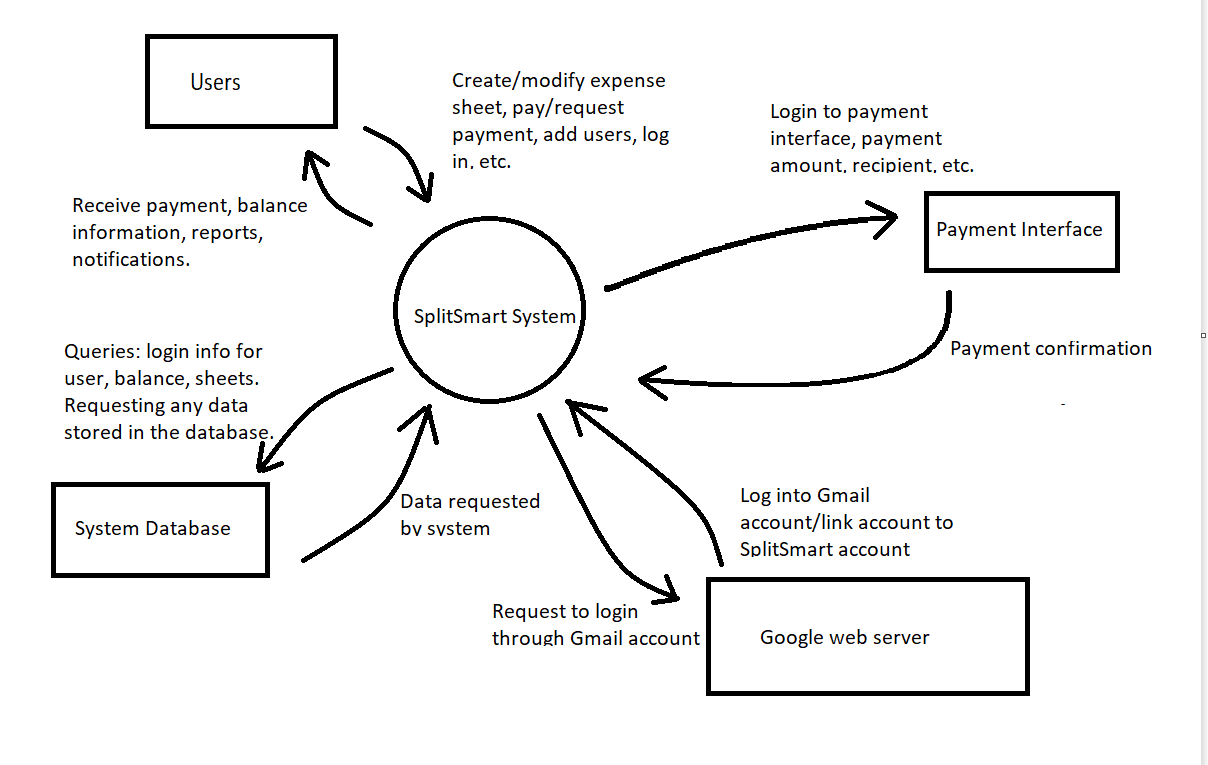 Users
Create/modify expense
sheet, pay/request
payment, add users, log
in, etc.
Login to payment
interface, payment
amount, recipient, etc.
Receive payment, balance
information, reports,
notifications.
Payment Interface
SplitSmart System
Payment confirmation
Queries: login info for
user, balance, sheets.
Requesting any data
stored in the database.
System Database
Data requested
by system
Log into Gmail
account/link account to
SplitSmart account
Request to login
through Gmail account
Google web server